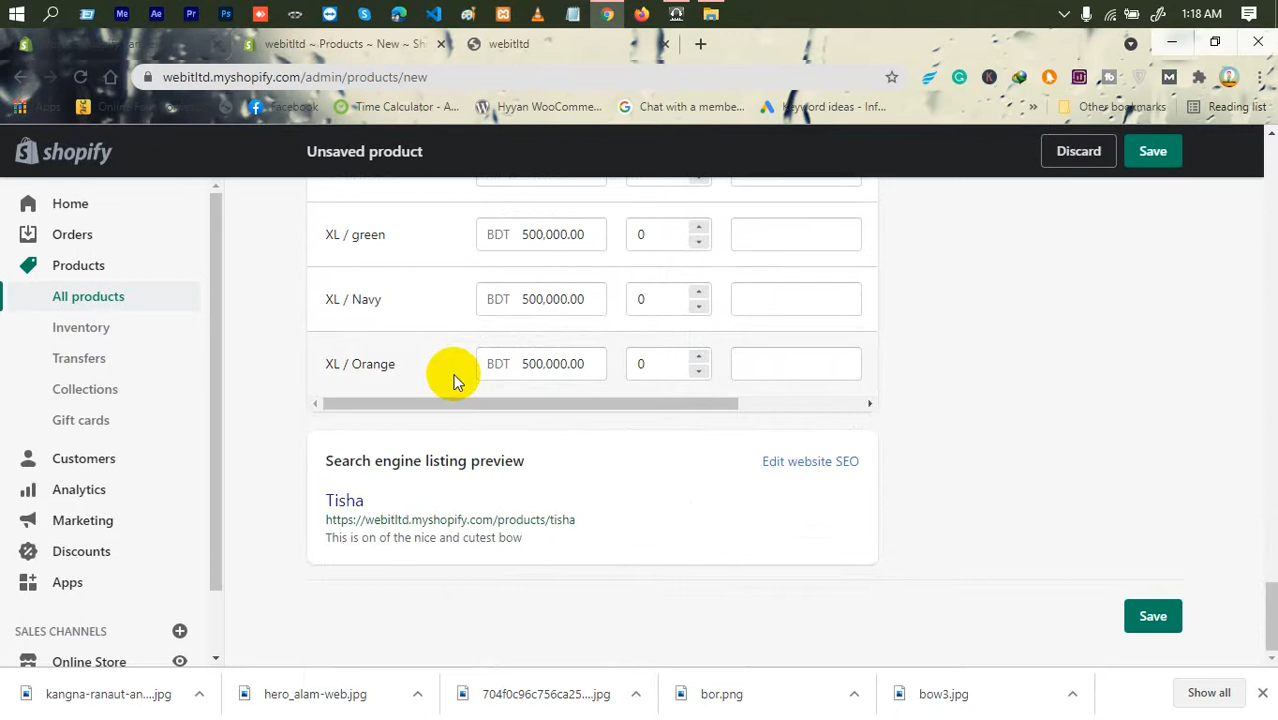 1:18 AM
webitltd ~ Products ~ New ~ Sh
webitltd
webitltd.myshopify.com/admin/products/new
Apps
Facebook
Time Calculator - A...
Hyyan WooComme...
Chat with a membe...
Keyword ideas - Inf...
Other bookmarks
Reading list
shopify
Unsaved product
Discard
Save
Home
Orders
Products
All products
Inventory
Transfers
Collections
Gift cards
Customers
Analytics
Marketing
Discounts
Apps
SALES CHANNELS
Online Store
XL / green BDT 500,000.00 0
XL / Navy BDT 500,000.00 0
XL / Orange BDT 500,000.00 0
Search engine listing preview
Edit website SEO
Tisha
https://webitltd.myshopify.com/products/tisha
This is on of the nice and cutest bow
Save
kangna-ranaut-an....jpg
hero_alam-web.jpg
704f0c96c756ca25....jpg
bor.png
bow3.jpg
Show all